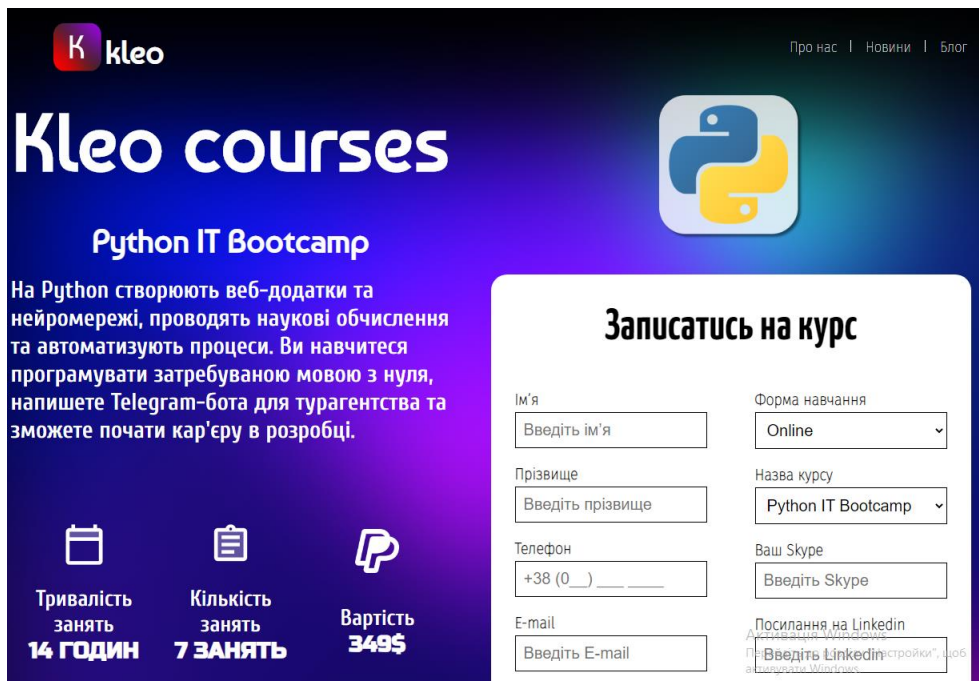 K kleo
Про нас | Новини | Блог
Kleo courses
Python IT Bootcamp
На Python створюють веб-додатки та
нейромережі, проводять наукові обчислення
та автоматизують процеси. Ви навчитеся
програмувати затребуваною мовою з нуля,
напишете Telegram-бота для турагентства та
зможете почати кар'єру в розробці.
Тривалість
занять
14 ГОДИН
Кількість
занять
7 ЗАНЯТЬ
Вартість
349$
Записатись на курс
Ім'я
Введіть ім'я
Форма навчання
Online
Прізвище
Введіть прізвище
Назва курсу
Python IT Bootcamp
Телефон
+38 (0__) ___ ____
Ваш Skype
Введіть Skype
E-mail
Введіть E-mail
Посилання на Linkedin
Введіть Linkedin
Активація Windows
щоб
активувати Windows.